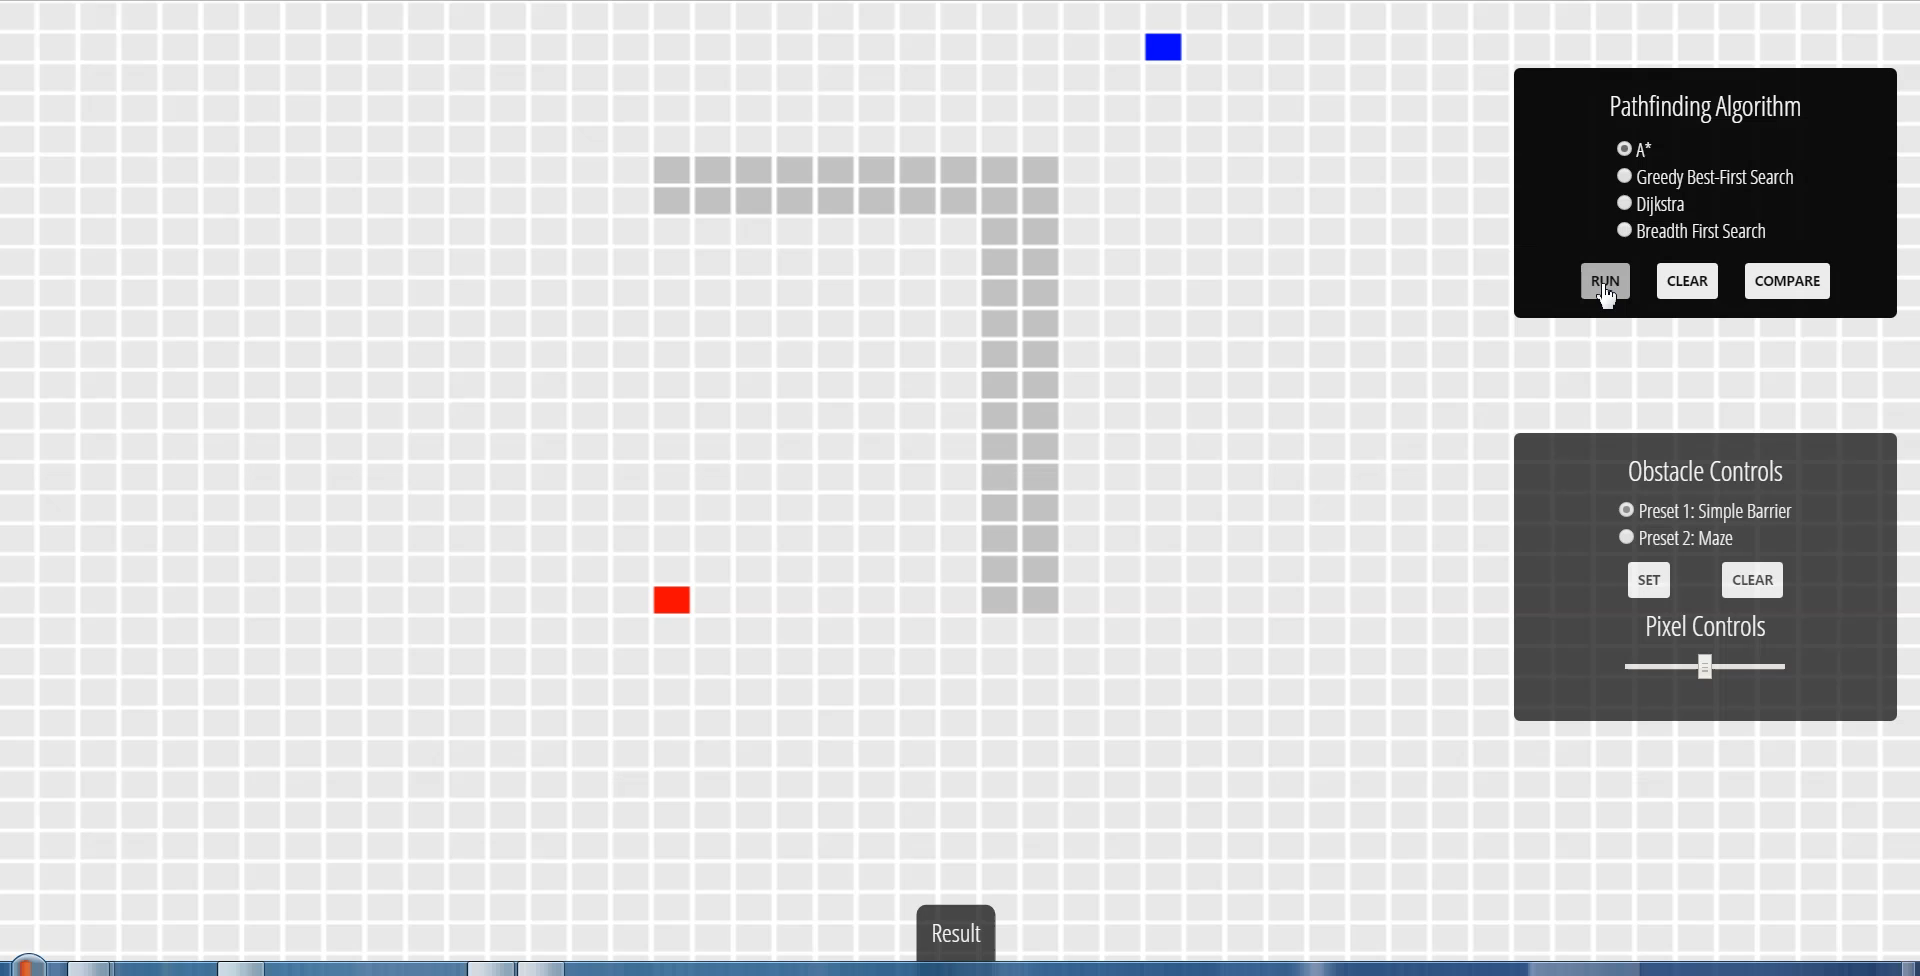 Pathfinding Algorithm
A*
Greedy Best-First Search
Dijkstra
Breadth First Search
RUN CLEAR COMPARE
Obstacle Controls
Preset 1: Simple Barrier
Preset 2: Maze
SET CLEAR
Pixel Controls
Result